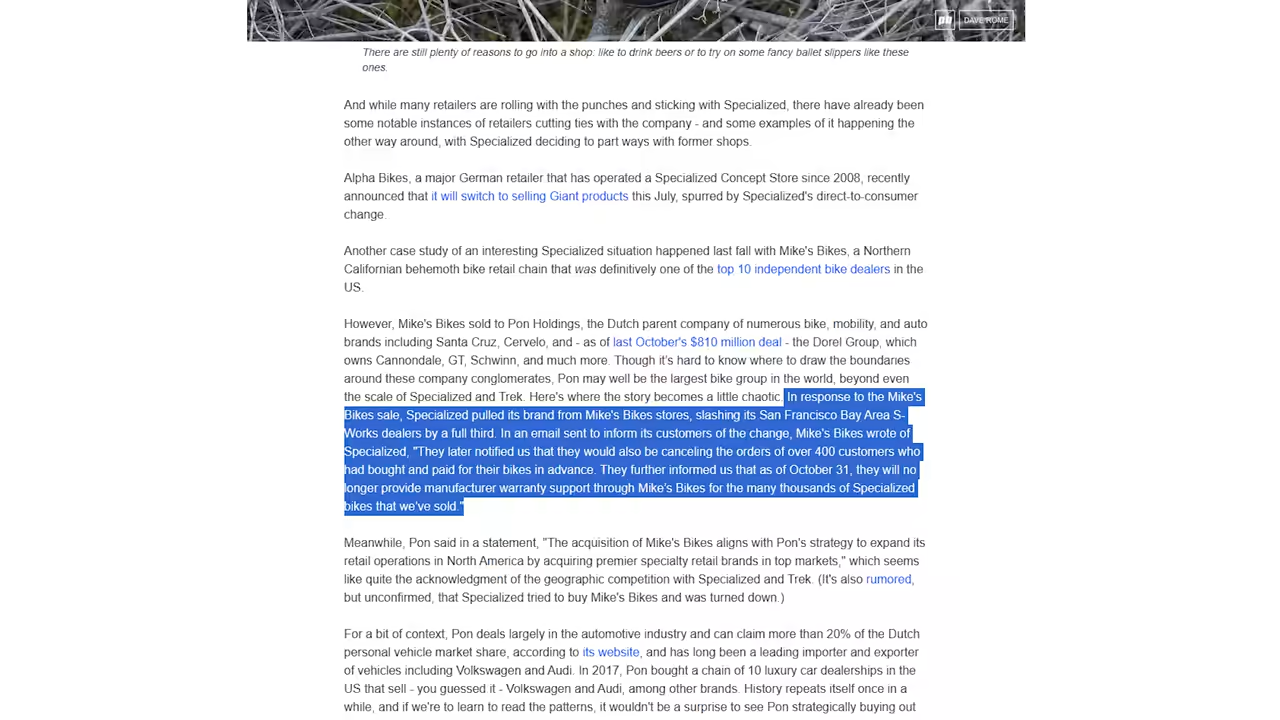 DAVE ROME
There are still plenty of reasons to go into a shop: like to drink beers or to try on some fancy ballet slippers like these
ones.
And while many retailers are rolling with the punches and sticking with Specialized, there have already been
some notable instances of retailers cutting ties with the company - and some examples of it happening the
other way around, with Specialized deciding to part ways with former shops.
Alpha Bikes, a major German retailer that has operated a Specialized Concept Store since 2008, recently
announced that it will switch to selling Giant products this July, spurred by Specialized's direct-to-consumer
change.
Another case study of an interesting Specialized situation happened last fall with Mike's Bikes, a Northern
Californian behemoth bike retail chain that was definitively one of the top 10 independent bike dealers in the
US.
However, Mike's Bikes sold to Pon Holdings, the Dutch parent company of numerous bike, mobility, and auto
brands including Santa Cruz, Cervelo, and - as of last October's $810 million deal - the Dorel Group, which
owns Cannondale, GT, Schwinn, and much more. Though it's hard to know where to draw the boundaries
around these company conglomerates, Pon may well be the largest bike group in the world, beyond even
the scale of Specialized and Trek. Here's where the story becomes a little chaotic. In response to the Mike's
Bikes sale, Specialized pulled its brand from Mike's Bikes stores, slashing its San Francisco Bay Area S-
Works dealers by a full third. In an email sent to inform its customers of the change, Mike's Bikes wrote of
Specialized, "They later notified us that they would also be canceling the orders of over 400 customers who
had bought and paid for their bikes in advance. They further informed us that as of October 31, they will no
longer provide manufacturer warranty support through Mike's Bikes for the many thousands of Specialized
bikes that we've sold."
Meanwhile, Pon said in a statement, "The acquisition of Mike's Bikes aligns with Pon's strategy to expand its
retail operations in North America by acquiring premier specialty retail brands in top markets," which seems
like quite the acknowledgment of the geographic competition with Specialized and Trek. (It's also rumored,
but unconfirmed, that Specialized tried to buy Mike's Bikes and was turned down.)
For a bit of context, Pon deals largely in the automotive industry and can claim more than 20% of the Dutch
personal vehicle market share, according to its website, and has long been a leading importer and exporter
of vehicles including Volkswagen and Audi. In 2017, Pon bought a chain of 10 luxury car dealerships in the
US that sell - you guessed it - Volkswagen and Audi, among other brands. History repeats itself once in a
while, and if we're to learn to read the patterns, it wouldn't be a surprise to see Pon strategically buying out